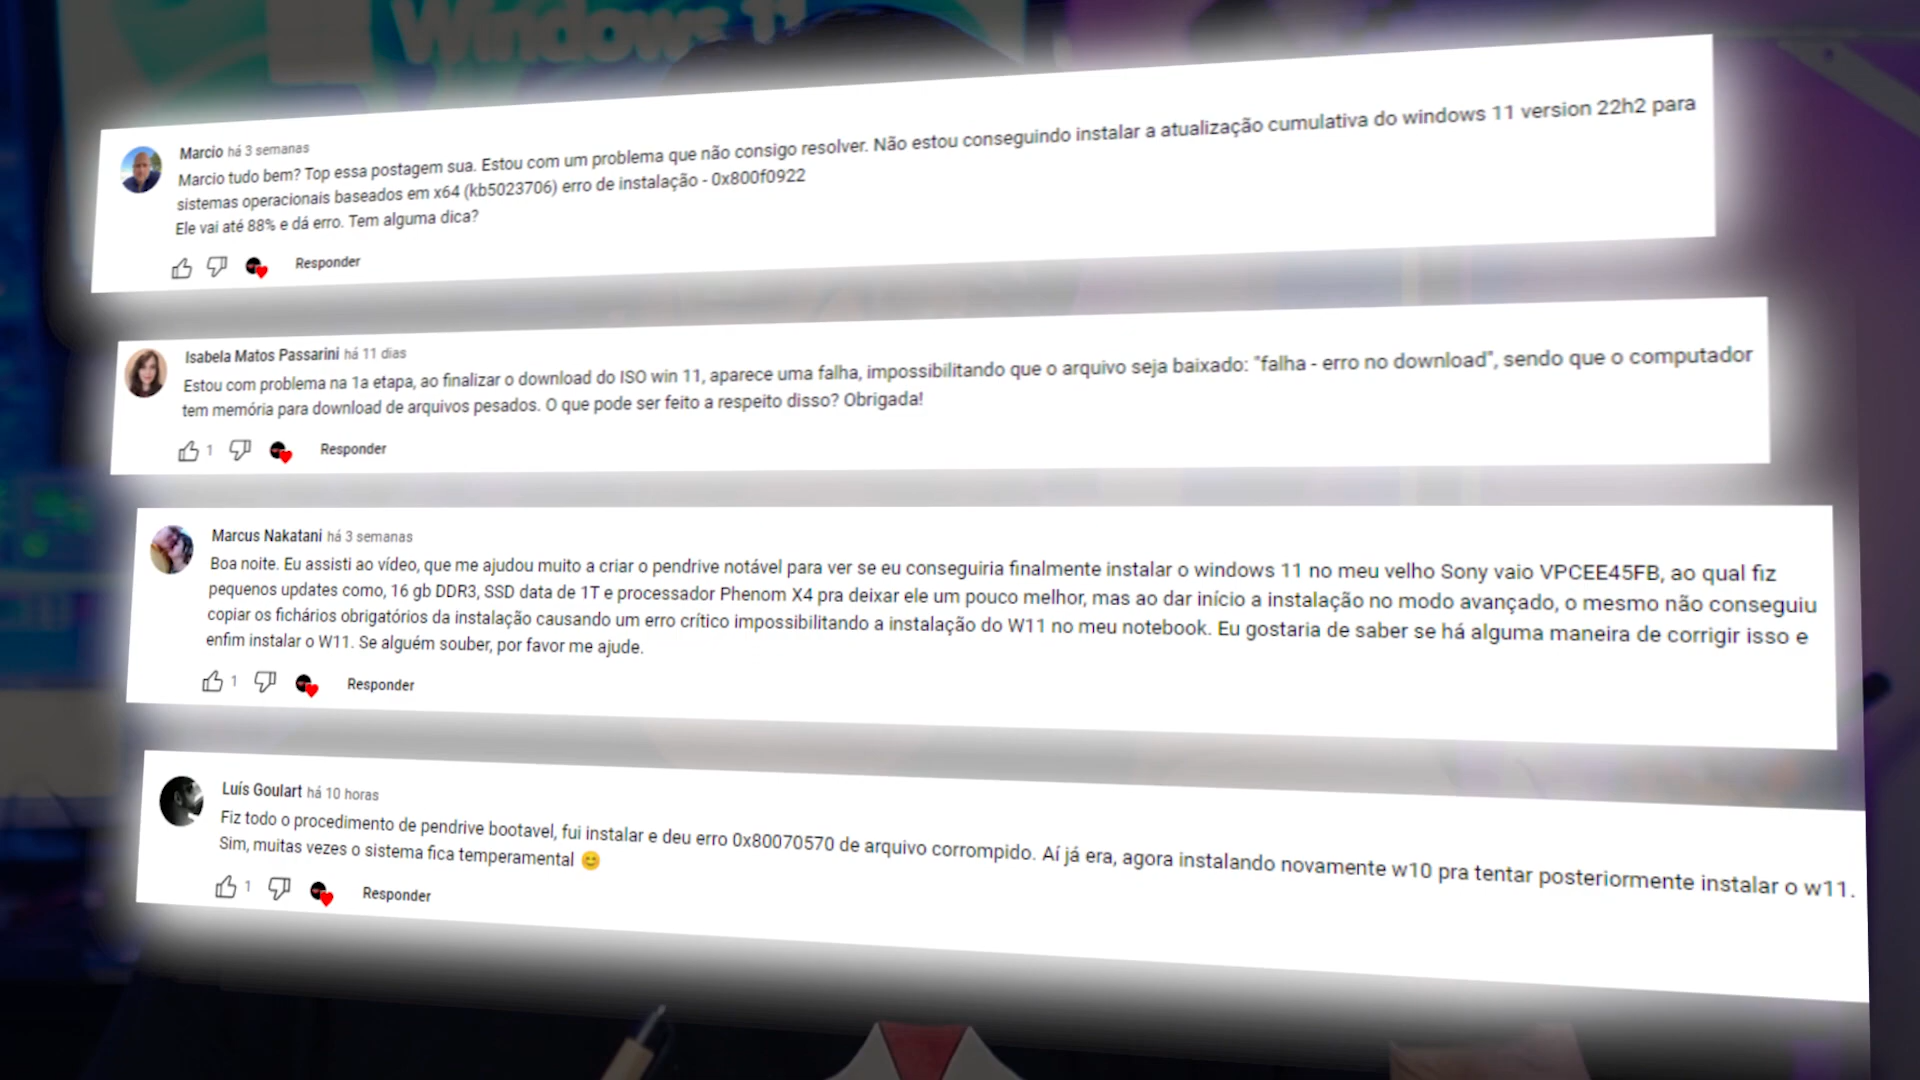 Windows 11
Marcio há 3 semanas
Marcio tudo bem? Top essa postagem sua. Estou com um problema que não consigo resolver. Não estou conseguindo instalar a atualização cumulativa do windows 11 version 22h2 para
sistemas operacionais baseados em x64 (kb5023706) erro de instalação - 0x800f0922
Ele vai até 88% e dá erro. Tem alguma dica?
Responder
Isabela Matos Passarini há 11 dias
Estou com problema na 1a etapa, ao finalizar o download do ISO win 11, aparece uma falha, impossibilitando que o arquivo seja baixado: "falha - erro no download", sendo que o computador
tem memória para download de arquivos pesados. O que pode ser feito a respeito disso? Obrigada!
1 Responder
Marcus Nakatani há 3 semanas
Boa noite. Eu assisti ao vídeo, que me ajudou muito a criar o pendrive notável para ver se eu conseguiria finalmente instalar o windows 11 no meu velho Sony vaio VPCEE45FB, ao qual fiz
pequenos updates como, 16 gb DDR3, SSD data de 1T e processador Phenom X4 pra deixar ele um pouco melhor, mas ao dar início a instalação no modo avançado, o mesmo não conseguiu
copiar os fichários obrigatórios da instalação causando um erro crítico impossibilitando a instalação do W11 no meu notebook. Eu gostaria de saber se há alguma maneira de corrigir isso e
enfim instalar o W11. Se alguém souber, por favor me ajude.
1 Responder
Luís Goulart há 10 horas
Fiz todo o procedimento de pendrive bootavel, fui instalar e deu erro 0x80070570 de arquivo corrompido. Aí já era, agora instalando novamente w10 pra tentar posteriormente instalar o w11.
Sim, muitas vezes o sistema fica temperamental 😊
1 Responder